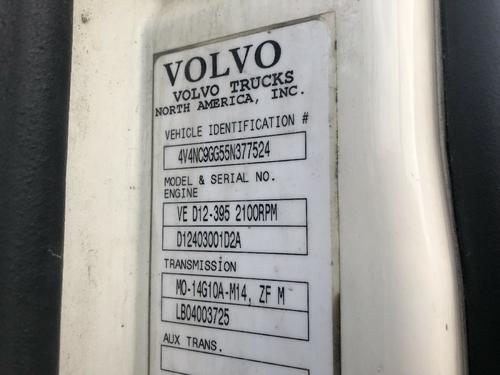 VOLVO
VOLVO TRUCKS
NORTH AMERICA, INC.
VEHICLE IDENTIFICATION #
4V4NC9GG55N377524
MODEL & SERIAL NO.
ENGINE
VE D12-395 2100RPM
D12403001D2A
TRANSMISSION
MO-14G10A-M14, ZF M
LB04003725
AUX TRANS.